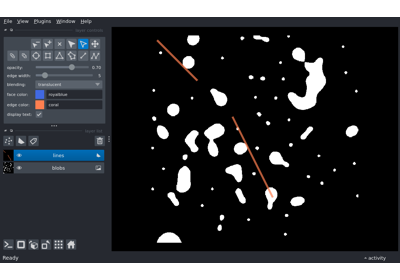 File View Plugins Window Help
opacity: 0.70
edge width: 5
blending: translucent
face color: royalblue
edge color: coral
display text: ✓
lines
blobs
Ready
activity